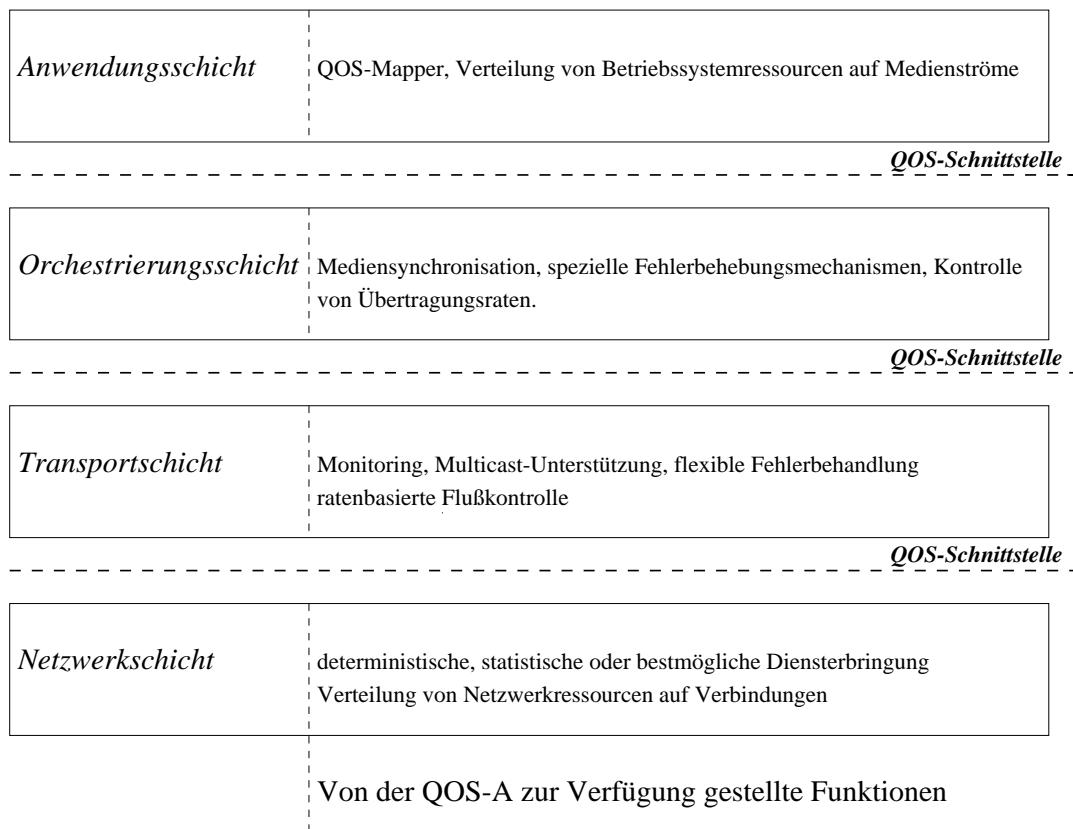 Anwendungsschicht
QOS-Mapper, Verteilung von Betriebssystemressourcen auf Medienströme
QOS-Schnittstelle
Orchestrierungsschicht
Mediensynchronisation, spezielle Fehlerbehebungsmechanismen, Kontrolle
von Übertragungsraten.
QOS-Schnittstelle
Transportschicht
Monitoring, Multicast-Unterstützung, flexible Fehlerbehandlung
ratenbasierte Flußkontrolle
QOS-Schnittstelle
Netzwerkschicht
deterministische, statistische oder bestmögliche Diensterbringung
Verteilung von Netzwerkressourcen auf Verbindungen
Von der QOS-A zur Verfügung gestellte Funktionen